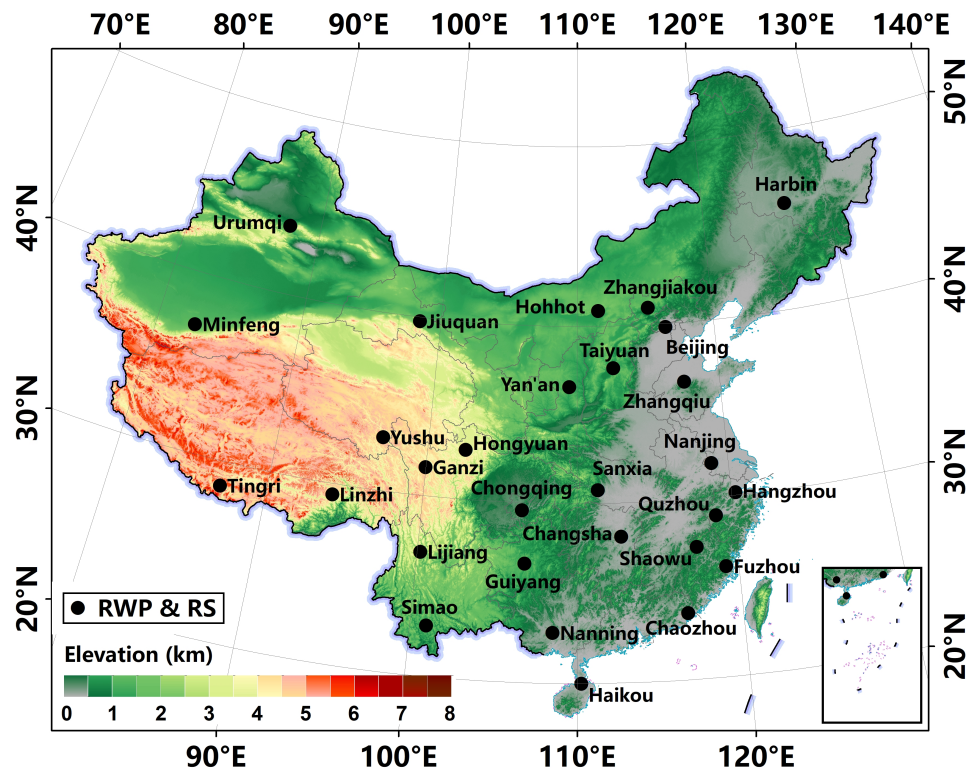 70°E 80°E 90°E 100°E 110°E 120°E 130°E 140°E
50°N
Harbin
40°N
Urumqi
40°N
Zhangjiakou
Hohhot
Minfeng
Jiuquan
Beijing
Taiyuan
Yan'an
Zhangqiu
30°N
Yushu
Hongyuan
Nanjing
30°N
Ganzi
Sanxia
Tingri
Linzhi
Chongqing
Hangzhou
Quzhou
Changsha
Lijiang
Shaowu
Fuzhou
Guiyang
20°N
RWP & RS
Simao
Nanning
Chaozhou
20°N
Elevation (km)
Haikou
0 1 2 3 4 5 6 7 8
90°E 100°E 110°E 120°E